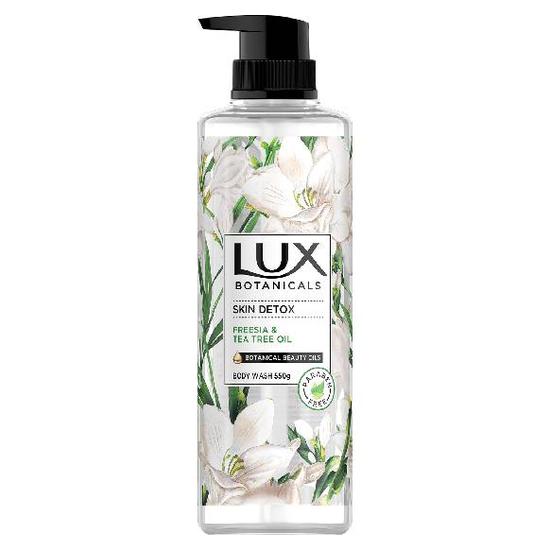 LUX
BOTANICALS
SKIN DETOX
FREESIA &
TEA TREE OIL
BOTANICAL BEAUTY OILS
BODY WASH 550g
PARABEN
FREE